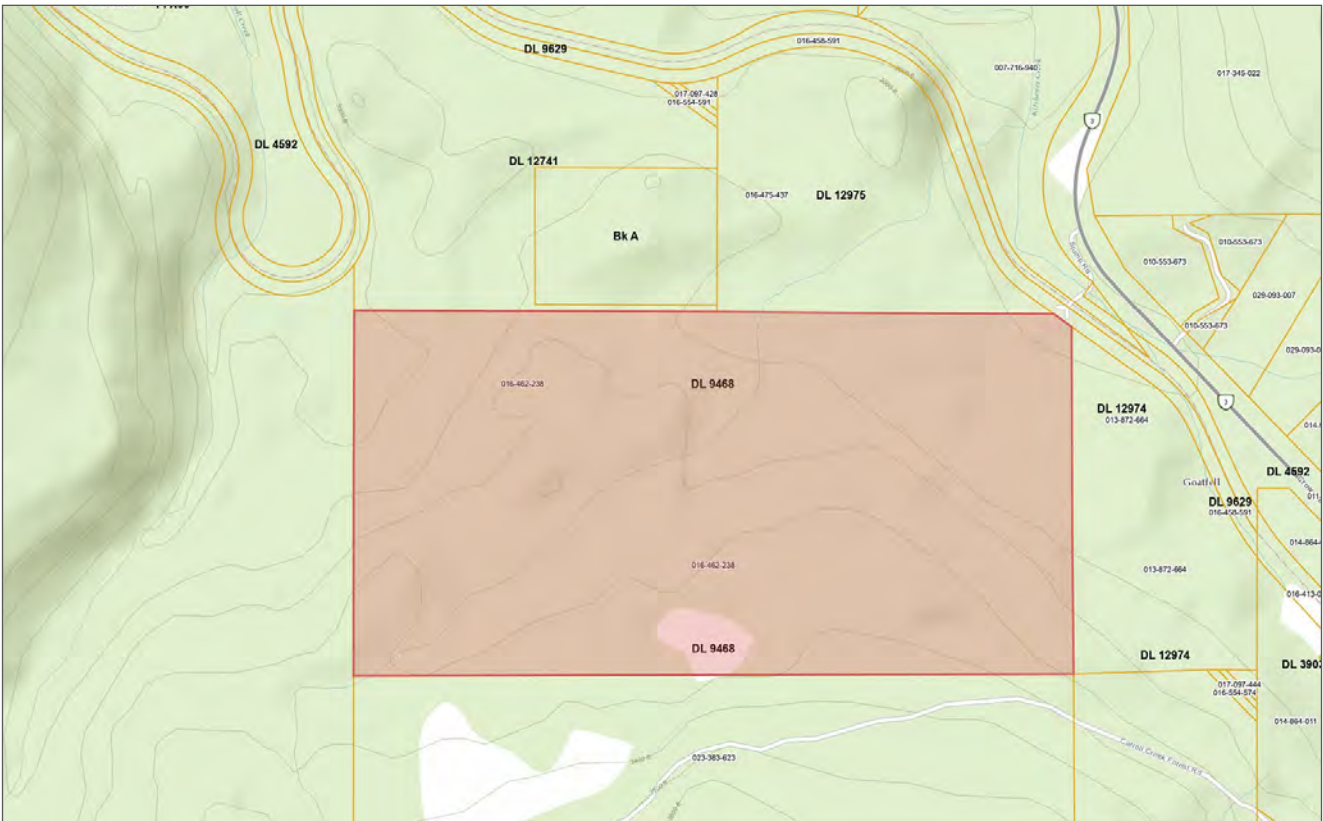 DL 9629
016-458-591
007-716-940
017-345-022
017-097-428
016-554-591
3
DL 4592
DL 12741
016-475-437
DL 12975
Bk A
010-553-673
010-553-673
029-093-007
010-553-673
016-462-238
DL 9468
DL 12974
013-872-664
3
DL 4592
Goatfell
DL 9629
016-458-591
016-462-238
013-872-664
DL 9468
DL 12974
017-097-444
016-554-574
014-864-011
023-383-623